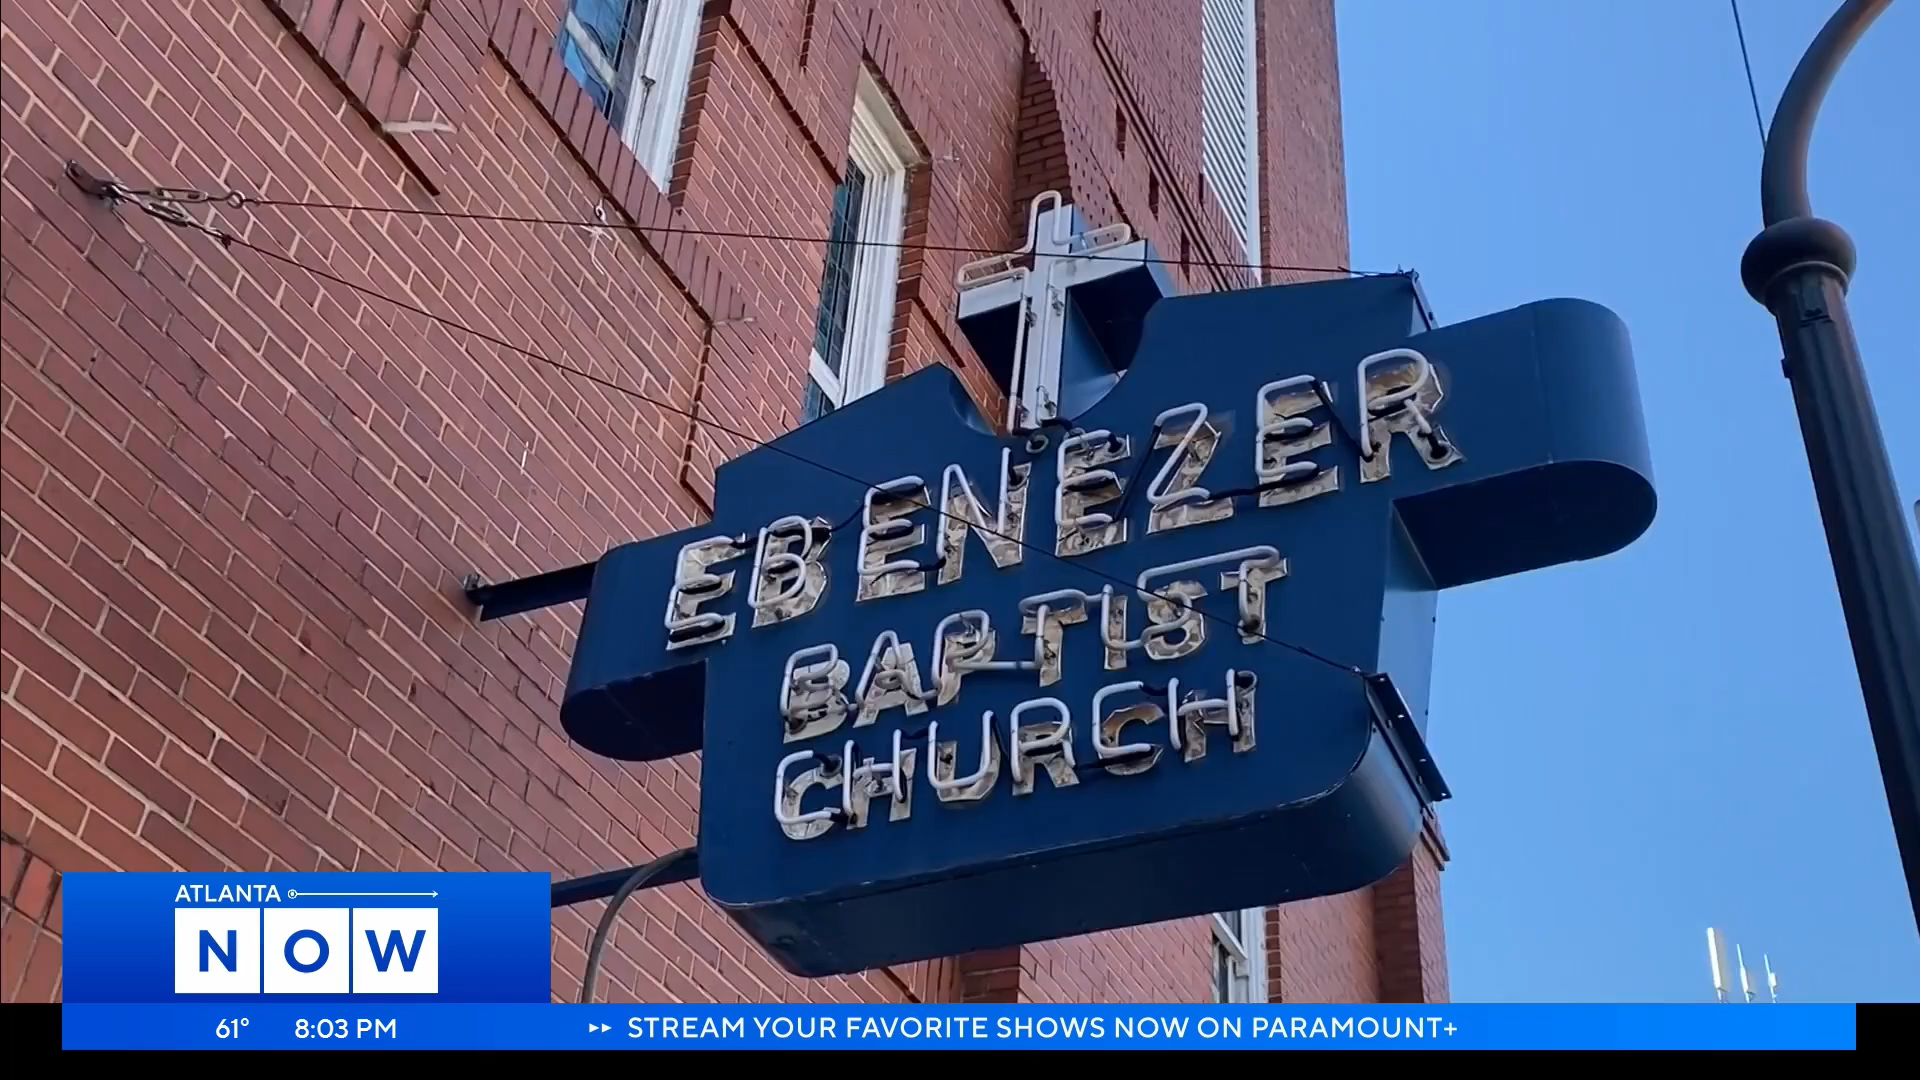 EBENEZER
BAPTIST
CHURCH
ATLANTA
NOW
61° 8:03 PM STREAM YOUR FAVORITE SHOWS NOW ON PARAMOUNT+